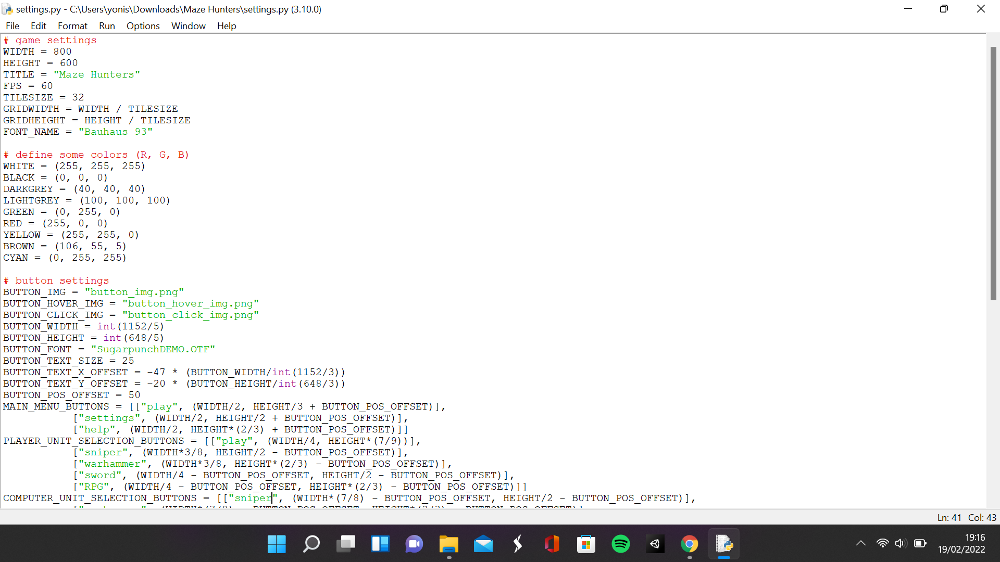 settings.py - C:\Users\yonis\Downloads\Maze Hunters\settings.py (3.10.0)
File Edit Format Run Options Window Help
# game settings
WIDTH = 800
HEIGHT = 600
TITLE = "Maze Hunters"
FPS = 60
TILESIZE = 32
GRIDWIDTH = WIDTH / TILESIZE
GRIDHEIGHT = HEIGHT / TILESIZE
FONT_NAME = "Bauhaus 93"

# define some colors (R, G, B)
WHITE = (255, 255, 255)
BLACK = (0, 0, 0)
DARKGREY = (40, 40, 40)
LIGHTGREY = (100, 100, 100)
GREEN = (0, 255, 0)
RED = (255, 0, 0)
YELLOW = (255, 255, 0)
BROWN = (106, 55, 5)
CYAN = (0, 255, 255)

# button settings
BUTTON_IMG = "button_img.png"
BUTTON_HOVER_IMG = "button_hover_img.png"
BUTTON_CLICK_IMG = "button_click_img.png"
BUTTON_WIDTH = int(1152/5)
BUTTON_HEIGHT = int(648/5)
BUTTON_FONT = "SugarpunchDEMO.OTF"
BUTTON_TEXT_SIZE = 25
BUTTON_TEXT_X_OFFSET = -47 * (BUTTON_WIDTH/int(1152/3))
BUTTON_TEXT_Y_OFFSET = -20 * (BUTTON_HEIGHT/int(648/3))
BUTTON_POS_OFFSET = 50
MAIN_MENU_BUTTONS = [["play", (WIDTH/2, HEIGHT/3 + BUTTON_POS_OFFSET)],
["settings", (WIDTH/2, HEIGHT/2 + BUTTON_POS_OFFSET)],
["help", (WIDTH/2, HEIGHT*(2/3) + BUTTON_POS_OFFSET)]]
PLAYER_UNIT_SELECTION_BUTTONS = [["play", (WIDTH/4, HEIGHT*(7/9))],
["sniper", (WIDTH*3/8, HEIGHT/2 - BUTTON_POS_OFFSET)],
["warhammer", (WIDTH*3/8, HEIGHT*(2/3) - BUTTON_POS_OFFSET)],
["sword", (WIDTH/4 - BUTTON_POS_OFFSET, HEIGHT/2 - BUTTON_POS_OFFSET)],
["RPG", (WIDTH/4 - BUTTON_POS_OFFSET, HEIGHT*(2/3) - BUTTON_POS_OFFSET)]]
COMPUTER_UNIT_SELECTION_BUTTONS = [["sniper", (WIDTH*(7/8) - BUTTON_POS_OFFSET, HEIGHT/2 - BUTTON_POS_OFFSET)],
Ln: 41 Col: 43
19:16
19/02/2022